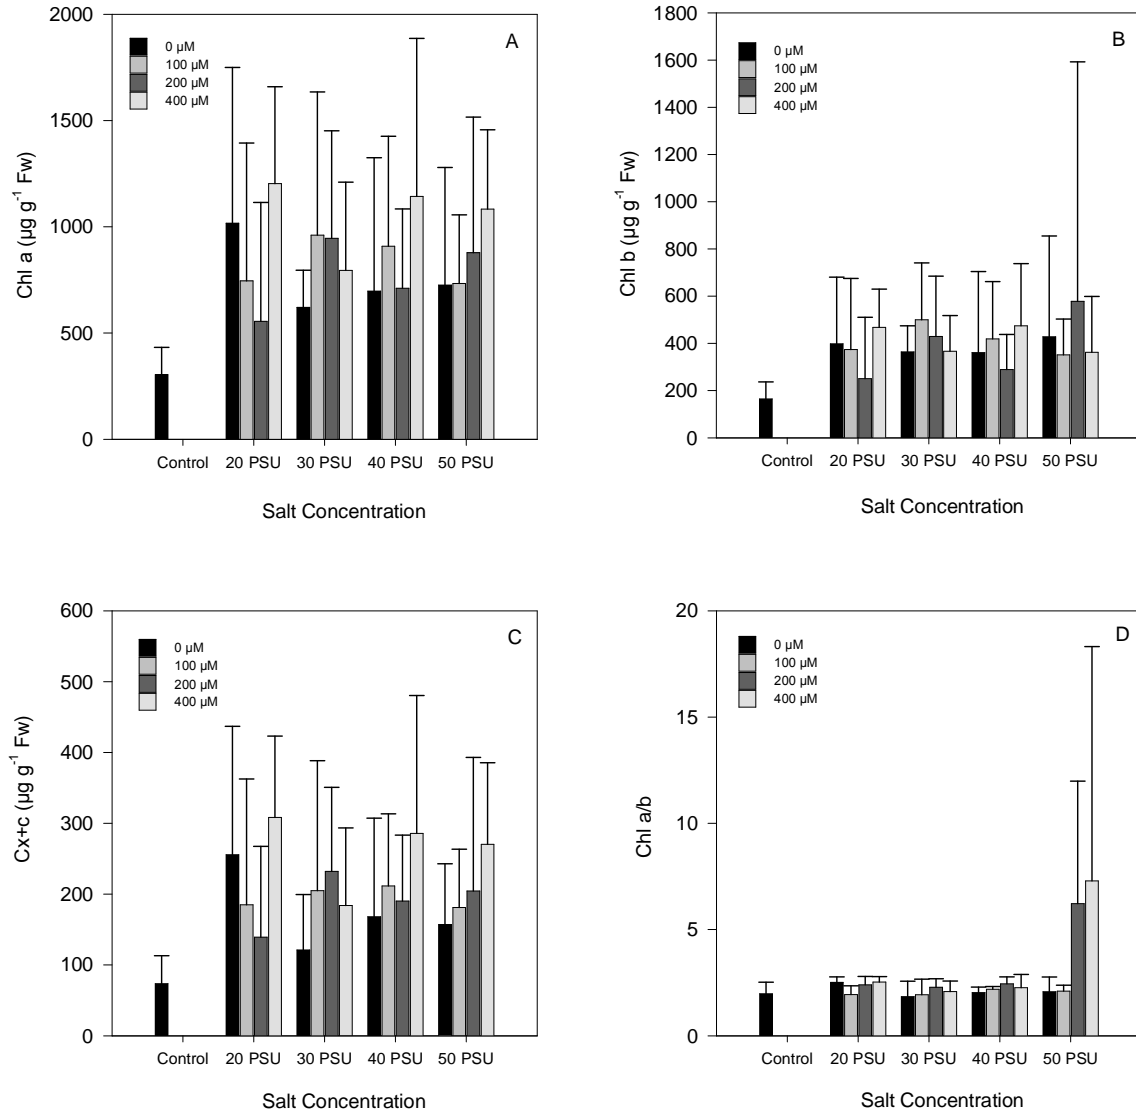 A
0 µM
100 µM
200 µM
400 µM
2000
1500
1000
500
0
Chl a (µg g⁻¹ Fw)
Control 20 PSU 30 PSU 40 PSU 50 PSU
Salt Concentration
B
0 µM
100 µM
200 µM
400 µM
1800
1600
1400
1200
1000
800
600
400
200
0
Chl b (µg g⁻¹ Fw)
Control 20 PSU 30 PSU 40 PSU 50 PSU
Salt Concentration
C
0 µM
100 µM
200 µM
400 µM
600
500
400
300
200
100
0
Cx+c (µg g⁻¹ Fw)
Control 20 PSU 30 PSU 40 PSU 50 PSU
Salt Concentration
D
0 µM
100 µM
200 µM
400 µM
20
15
10
5
0
Chl a/b
Control 20 PSU 30 PSU 40 PSU 50 PSU
Salt Concentration